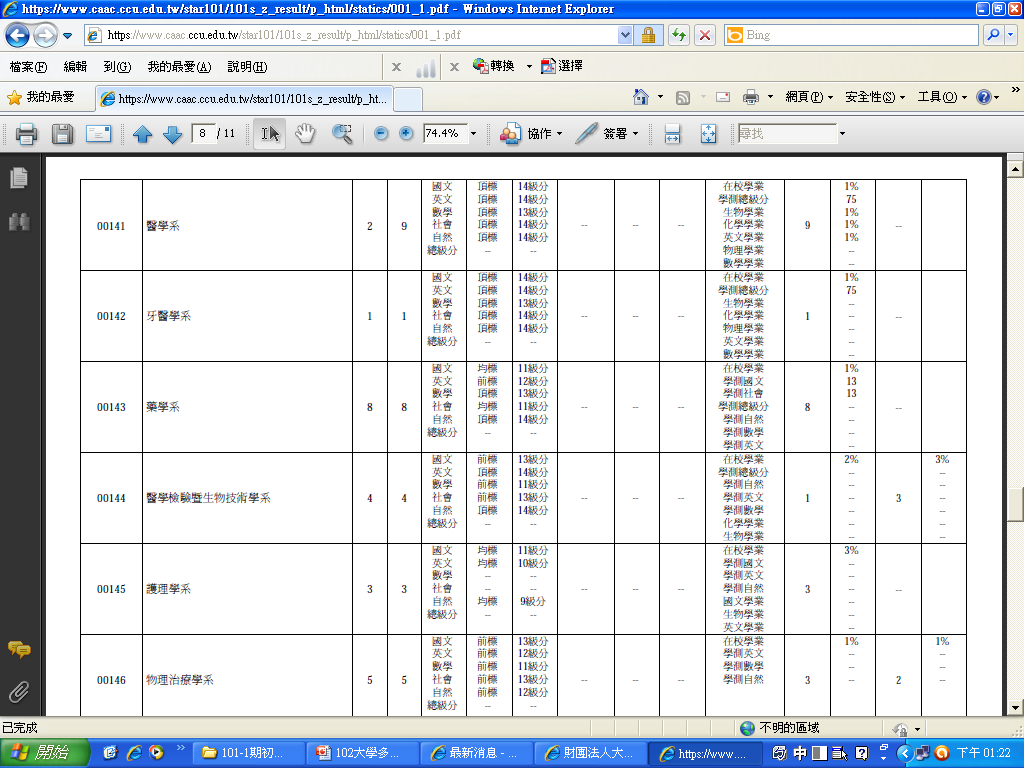 https://www.caac.ccu.edu.tw/star101/101s_z_result/p_html/statics/001_1.pdf - Windows Internet Explorer
https://www.caac.ccu.edu.tw/star101/101s_z_result/p_html/statics/001_1.pdf Bing
檔案(F) 編輯 到(G) 我的最愛(A) 說明(H) 轉換 選擇
我的最愛 https://www.caac.ccu.edu.tw/star101/101s_z_result/p_ht... 網頁(P) 安全性(S) 工具(O)
8 / 11 74.4% 協作 簽署 尋找
國文 頂標 14級分 在校學業 1%
英文 頂標 14級分 學測總級分 75
數學 頂標 13級分 生物學業 1%
00141 醫學系 2 9 社會 頂標 14級分 -- -- -- 化學學業 9 1% --
自然 頂標 14級分 英文學業 1%
總級分 -- -- 物理學業 --
數學學業 --
國文 頂標 14級分 在校學業 1%
英文 頂標 14級分 學測總級分 75
數學 頂標 13級分 生物學業 --
00142 牙醫學系 1 1 社會 頂標 14級分 -- -- -- 化學學業 1 -- --
自然 頂標 14級分 物理學業 --
總級分 -- -- 英文學業 --
數學學業 --
國文 均標 11級分 在校學業 1%
英文 前標 12級分 學測國文 13
數學 頂標 13級分 學測社會 13
00143 藥學系 8 8 社會 均標 11級分 -- -- -- 學測總級分 8 -- --
自然 頂標 14級分 學測自然 --
總級分 -- -- 學測數學 --
學測英文 --
國文 前標 13級分 在校學業 2% 3%
英文 頂標 14級分 學測總級分 -- --
數學 前標 11級分 學測自然 -- --
00144 醫學檢驗暨生物技術學系 4 4 社會 前標 13級分 -- -- -- 學測英文 1 -- 3 --
自然 頂標 14級分 學測數學 -- --
總級分 -- -- 化學學業 -- --
生物學業 -- --
國文 均標 11級分 在校學業 3%
英文 均標 10級分 學測國文 --
數學 -- -- 學測英文 --
00145 護理學系 3 3 社會 -- -- -- -- -- 學測自然 3 -- --
自然 均標 9級分 國文學業 --
總級分 -- -- 生物學業 --
英文學業 --
國文 前標 13級分 在校學業 1% 1%
英文 前標 12級分 學測英文 -- --
數學 前標 11級分 學測數學 -- --
00146 物理治療學系 5 5 社會 前標 13級分 -- -- -- 學測自然 3 -- 2 --
自然 前標 12級分
總級分 -- --
已完成 不明的區域
開始 101-1期初... 102大學多... 最新消息 - ... 財團法人大... https://www.... 中 下午 01:22